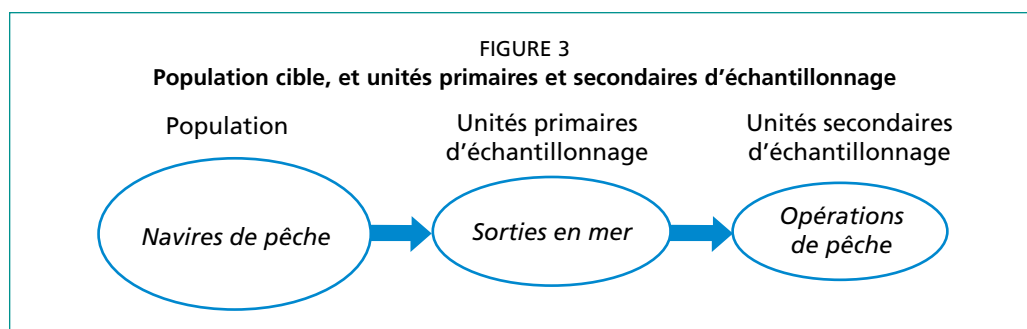 FIGURE 3
Population cible, et unités primaires et secondaires d’échantillonnage
Population
Unités primaires
d’échantillonnage
Unités secondaires
d’échantillonnage
Navires de pêche
Sorties en mer
Opérations
de pêche